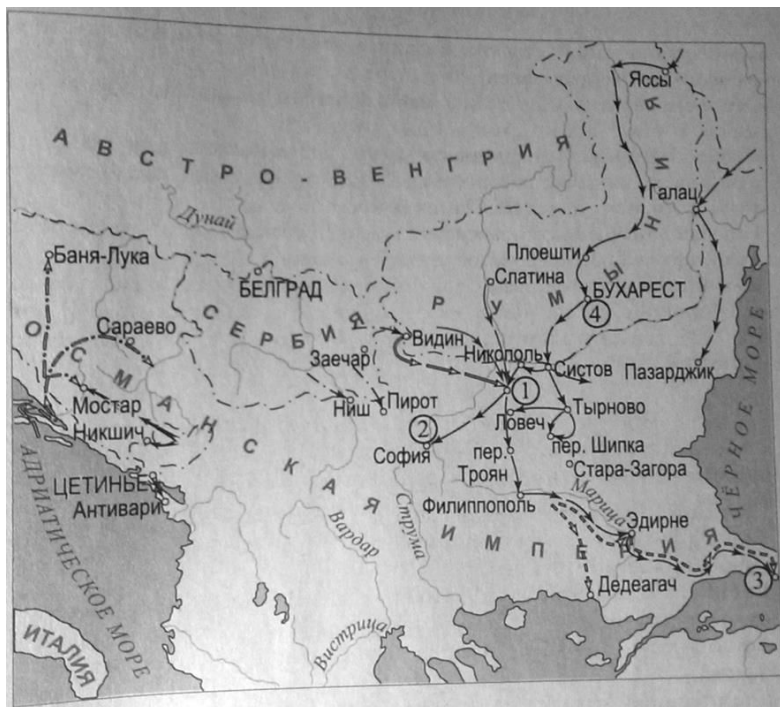 Яссы
АВСТРО-ВЕНГРИЯ
Галац
Дунай
Баня-Лука
Плоешти
Слатина
БЕЛГРАД
РУМЫНИЯ
БУХАРЕСТ
4
СЕРБИЯ
Сараево
Видин
Заечар
Никополь
Систов
Пазарджик
ЧЁРНОЕ МОРЕ
ОСМАНСКАЯ ИМПЕРИЯ
Мостар
Ниш
Пирот
1
Тырново
Ловеч
2
Никшич
София
пер. Шипка
пер.
Троян
Стара-Загора
ЦЕТИНЬЕ
Антивари
Филиппополь
Марица
Эдирне
АДРИАТИЧЕСКОЕ МОРЕ
Вардар
Струма
3
Дедеагач
Вистрица
ИТАЛИЯ